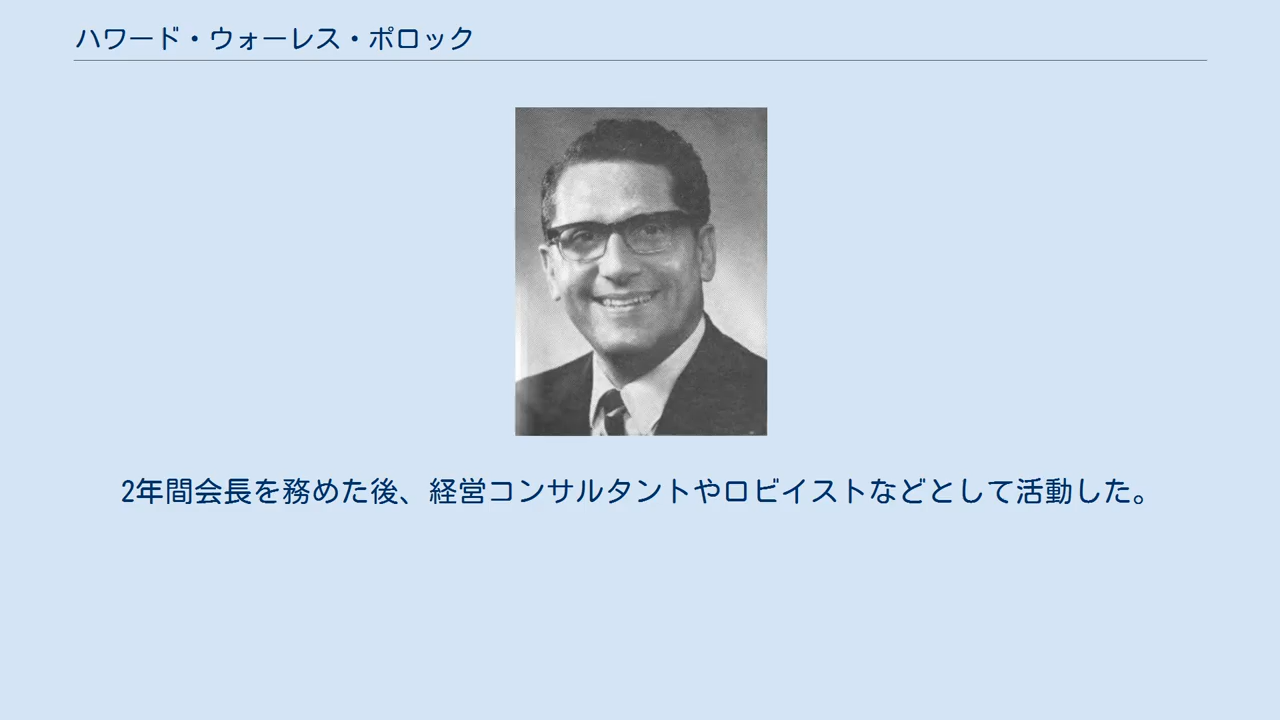 ハワード・ウォーレス・ポロック
2年間会長を務めた後、経営コンサルタントやロビイストなどとして活動した。